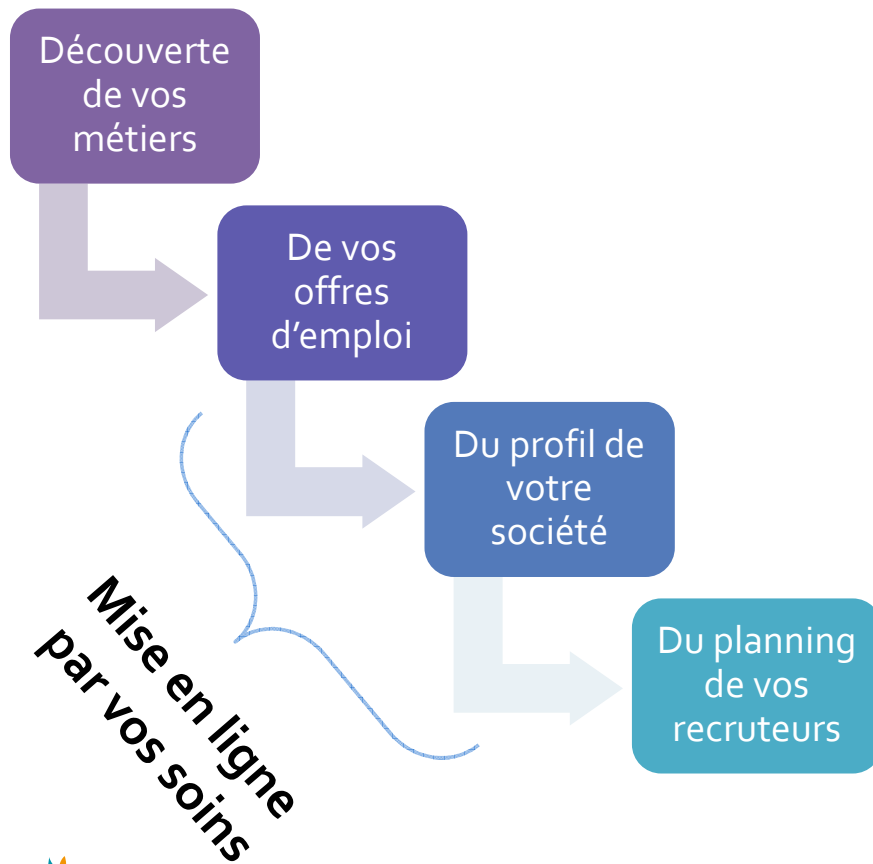 Découverte
de vos
métiers
De vos
offres
d'emploi
Du profil de
votre
société
Du planning
de vos
recruteurs
Mise en ligne
par vos soins